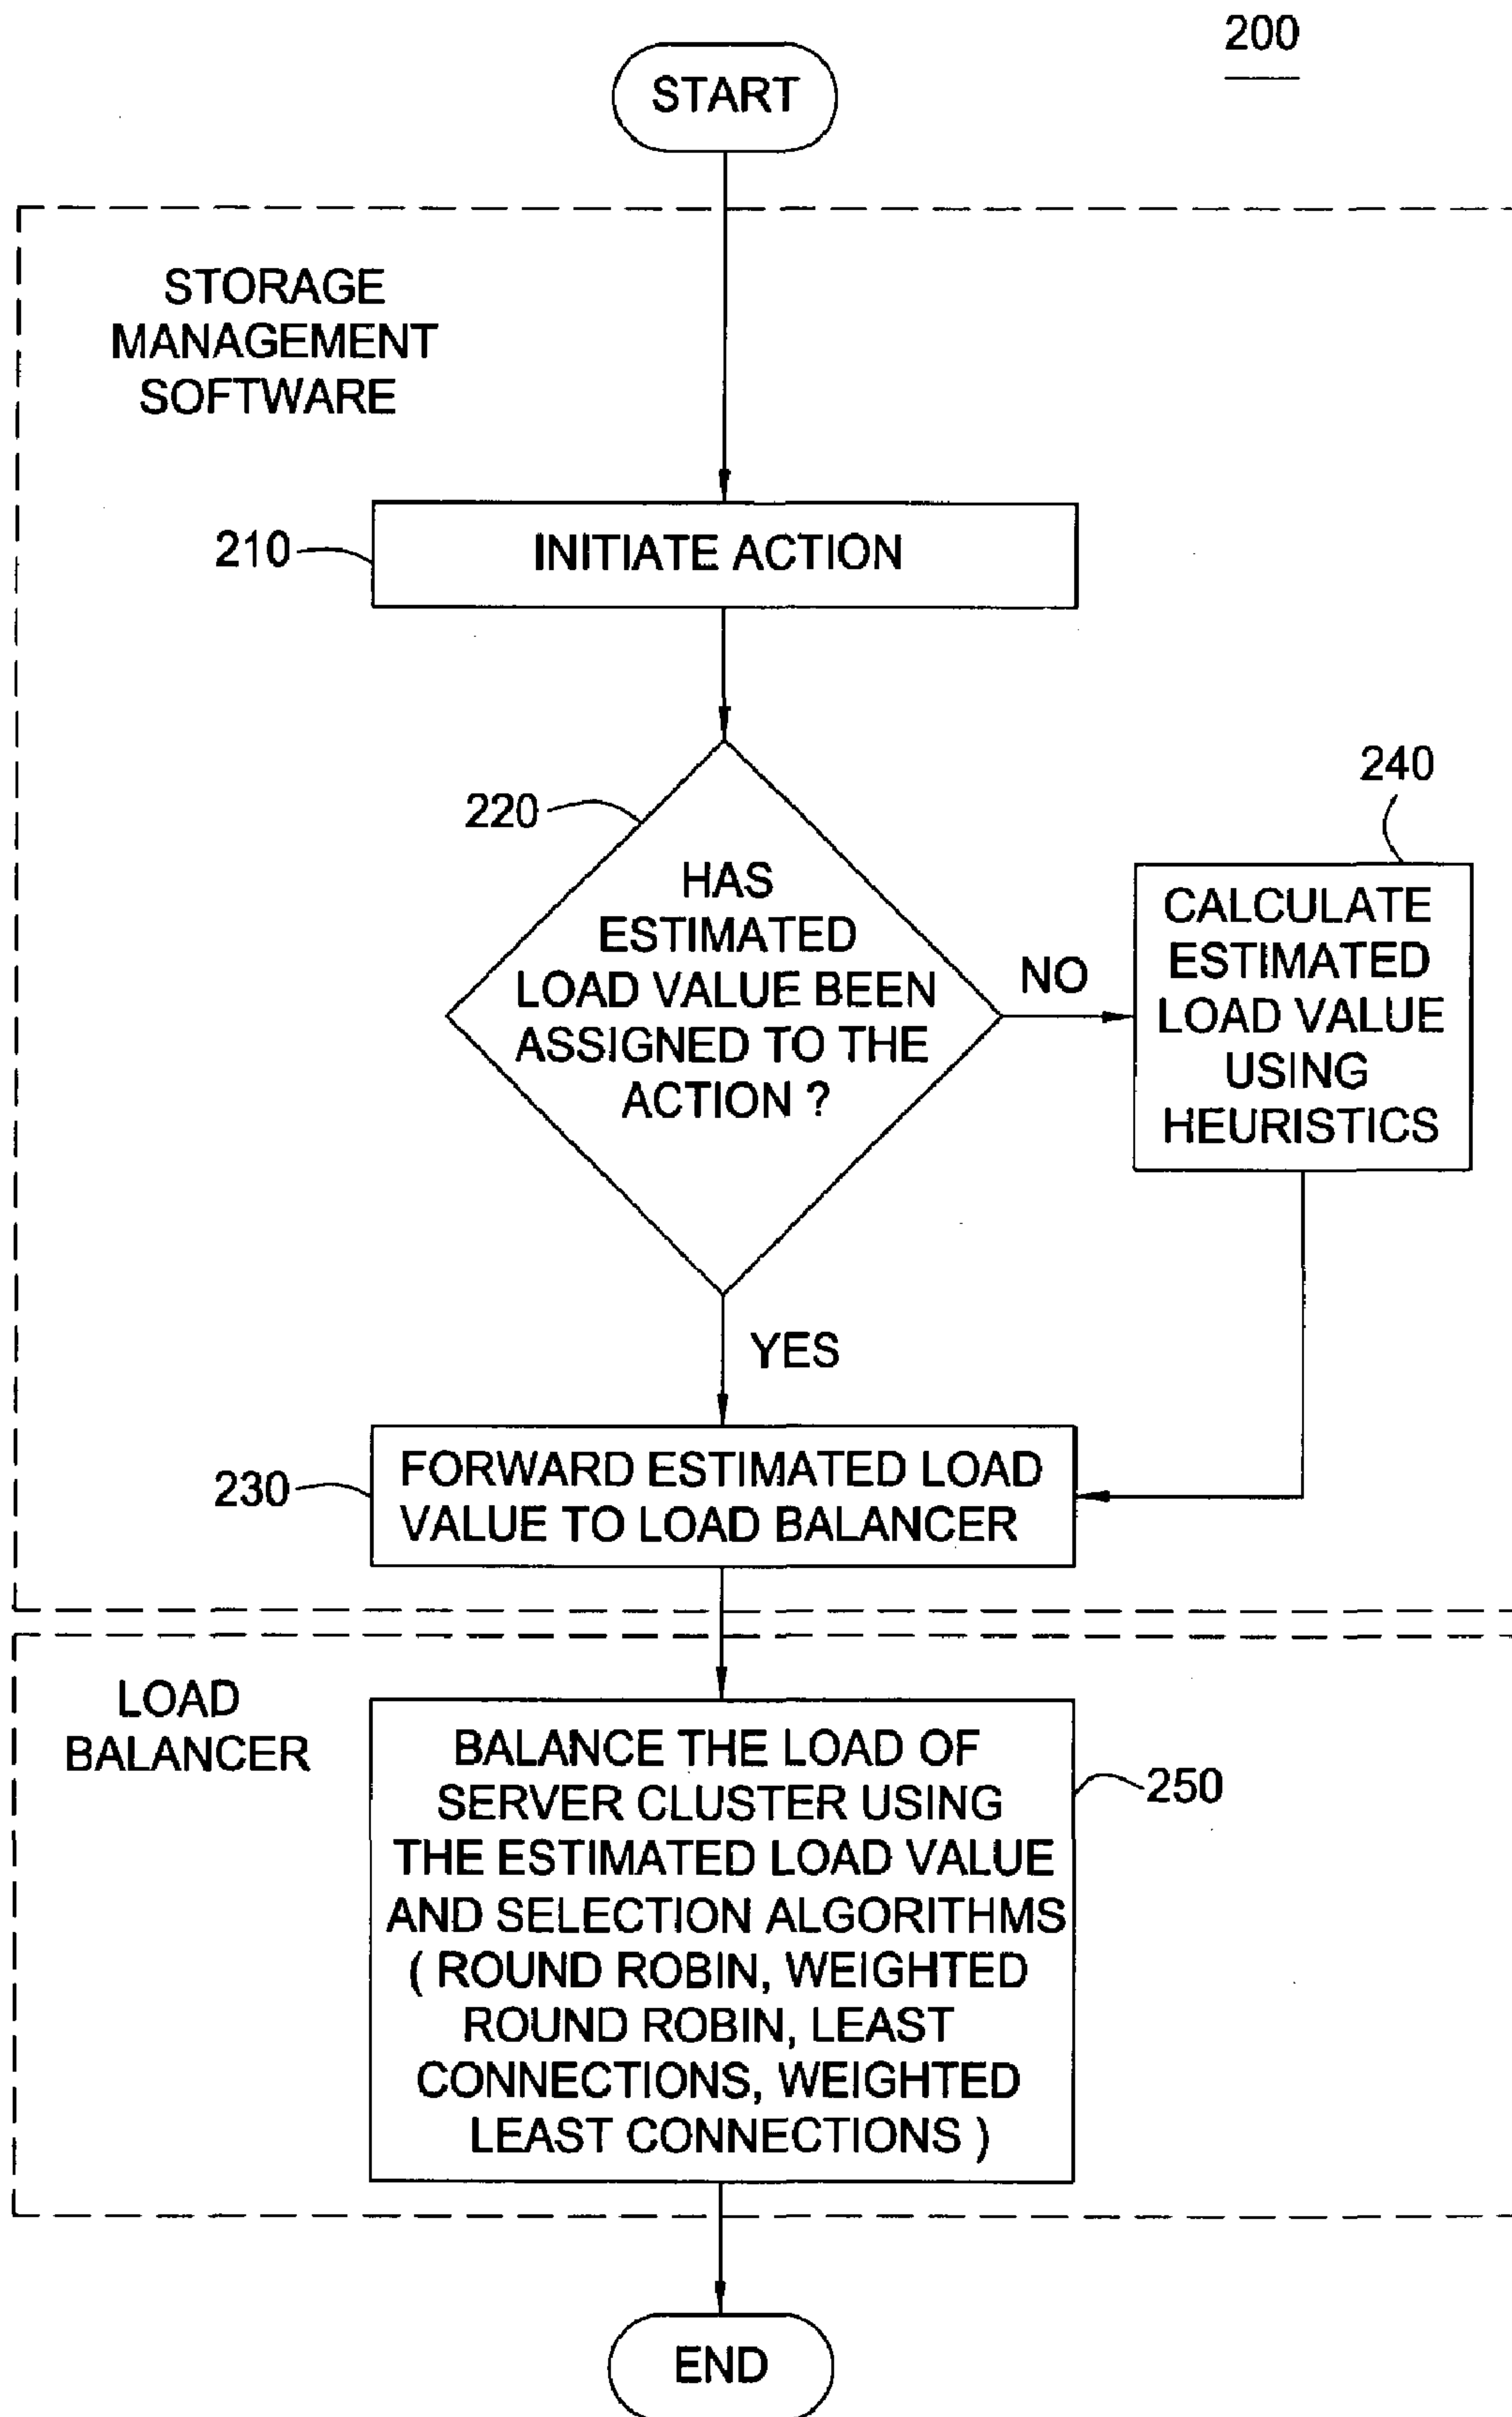 200
START
STORAGE
MANAGEMENT
SOFTWARE
210
INITIATE ACTION
220
HAS
ESTIMATED
LOAD VALUE BEEN
ASSIGNED TO THE
ACTION ?
NO
240
CALCULATE
ESTIMATED
LOAD VALUE
USING
HEURISTICS
YES
230
FORWARD ESTIMATED LOAD
VALUE TO LOAD BALANCER
LOAD
BALANCER
BALANCE THE LOAD OF
SERVER CLUSTER USING
THE ESTIMATED LOAD VALUE
AND SELECTION ALGORITHMS
( ROUND ROBIN, WEIGHTED
ROUND ROBIN, LEAST
CONNECTIONS, WEIGHTED
LEAST CONNECTIONS )
250
END